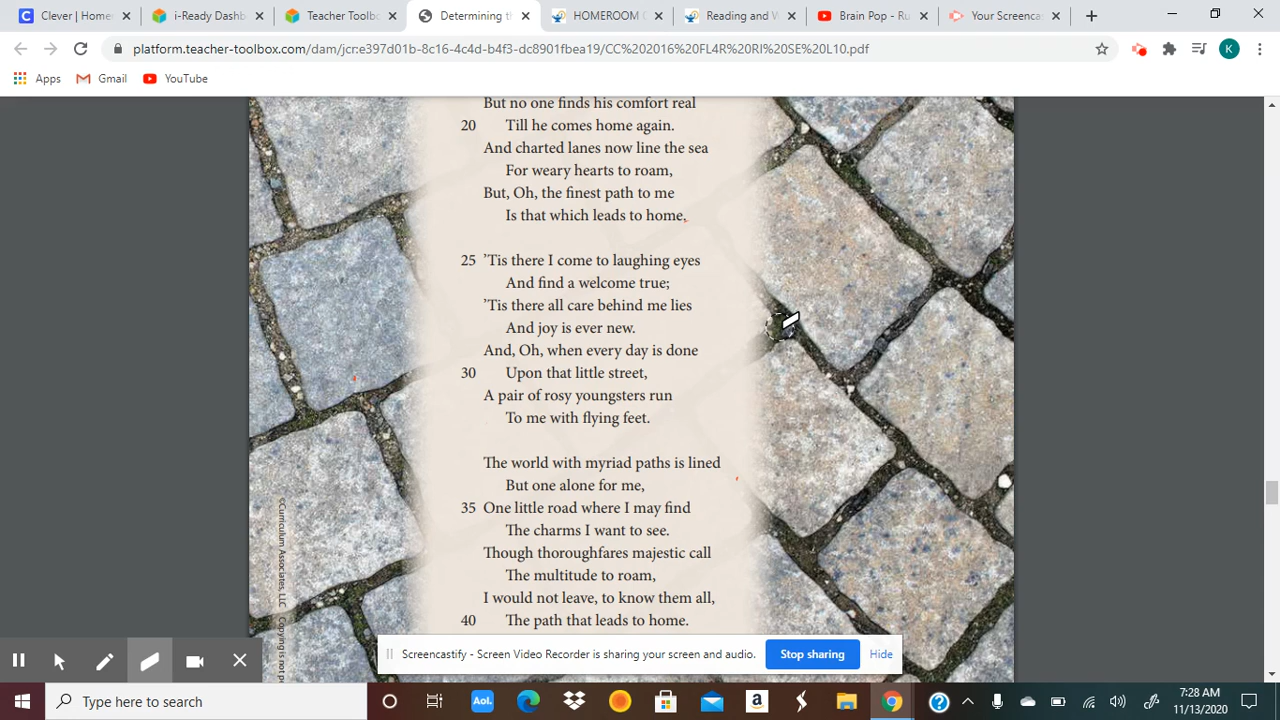 Clever | Home
i-Ready Dashb
Teacher Toolbo
Determining th
HOMEROOM
Reading and W
Brain Pop - Ru
Your Screencas
platform.teacher-toolbox.com/dam/jcr:e397d01b-8c16-4c4d-b4f3-dc8901fbea19/CC%202016%20FL4R%20RI%20SE%20L10.pdf
K
Apps Gmail YouTube
But no one finds his comfort real
20 Till he comes home again.
And charted lanes now line the sea
For weary hearts to roam,
But, Oh, the finest path to me
Is that which leads to home,
25 ’Tis there I come to laughing eyes
And find a welcome true;
’Tis there all care behind me lies
And joy is ever new.
And, Oh, when every day is done
30 Upon that little street,
A pair of rosy youngsters run
To me with flying feet.
The world with myriad paths is lined
But one alone for me,
35 One little road where I may find
The charms I want to see.
Though thoroughfares majestic call
The multitude to roam,
I would not leave, to know them all,
40 The path that leads to home.
©Curriculum Associates, LLC Copying is not p
Screencastify - Screen Video Recorder is sharing your screen and audio.
Stop sharing
Hide
Type here to search
Aol.
7:28 AM
11/13/2020